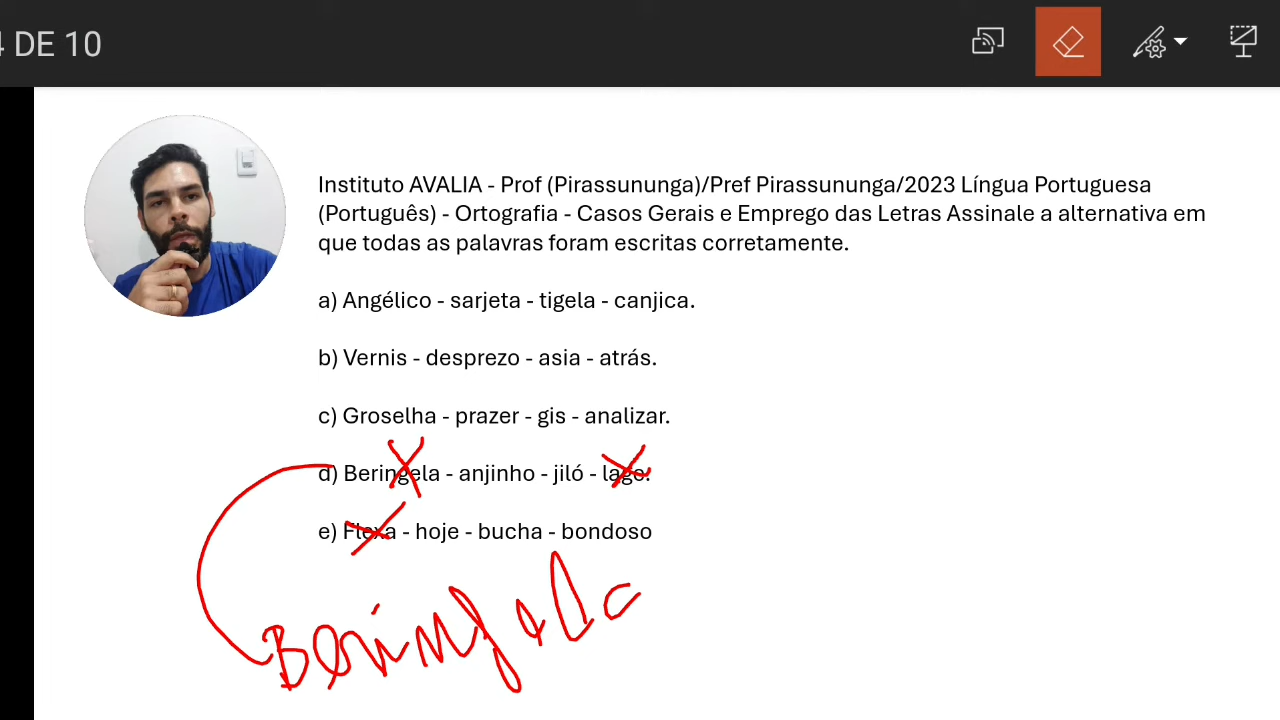 4 DE 10
Instituto AVALIA - Prof (Pirassununga)/Pref Pirassununga/2023 Língua Portuguesa
(Português) - Ortografia - Casos Gerais e Emprego das Letras Assinale a alternativa em
que todas as palavras foram escritas corretamente.
a) Angélico - sarjeta - tigela - canjica.
b) Vernis - desprezo - asia - atrás.
c) Groselha - prazer - gis - analizar.
d) Beringela - anjinho - jiló - lage.
e) Flexa - hoje - bucha - bondoso
Berinjela